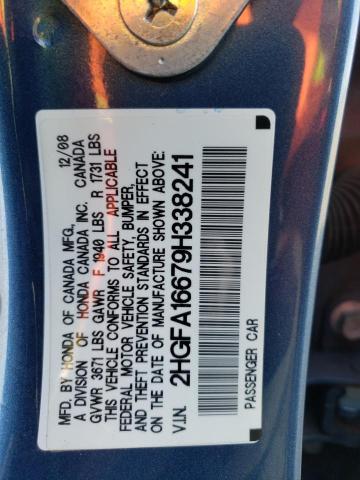 MFD. BY HONDA OF CANADA MFG. 12/08
A DIVISION OF HONDA CANADA, INC. CANADA
GVWR 3671 LBS GAWR F 1940 LBS R 1731 LBS
THIS VEHICLE CONFORMS TO ALL APPLICABLE
FEDERAL MOTOR VEHICLE SAFETY, BUMPER,
AND THEFT PREVENTION STANDARDS IN EFFECT
ON THE DATE OF MANUFACTURE SHOWN ABOVE.
V.I.N. 2HGFA16679H338241
PASSENGER CAR